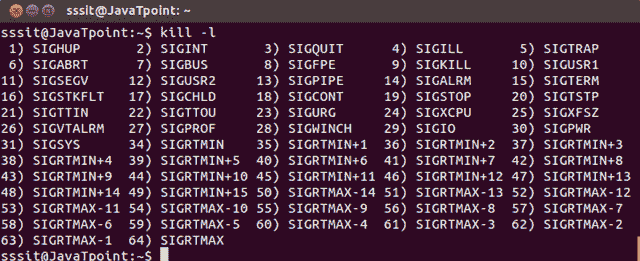 sssit@JavaTpoint: ~
sssit@JavaTpoint:~$ kill -l
 1) SIGHUP 2) SIGINT 3) SIGQUIT 4) SIGILL 5) SIGTRAP
 6) SIGABRT 7) SIGBUS 8) SIGFPE 9) SIGKILL 10) SIGUSR1
11) SIGSEGV 12) SIGUSR2 13) SIGPIPE 14) SIGALRM 15) SIGTERM
16) SIGSTKFLT 17) SIGCHLD 18) SIGCONT 19) SIGSTOP 20) SIGTSTP
21) SIGTTIN 22) SIGTTOU 23) SIGURG 24) SIGXCPU 25) SIGXFSZ
26) SIGVTALRM 27) SIGPROF 28) SIGWINCH 29) SIGIO 30) SIGPWR
31) SIGSYS 34) SIGRTMIN 35) SIGRTMIN+1 36) SIGRTMIN+2 37) SIGRTMIN+3
38) SIGRTMIN+4 39) SIGRTMIN+5 40) SIGRTMIN+6 41) SIGRTMIN+7 42) SIGRTMIN+8
43) SIGRTMIN+9 44) SIGRTMIN+10 45) SIGRTMIN+11 46) SIGRTMIN+12 47) SIGRTMIN+13
48) SIGRTMIN+14 49) SIGRTMIN+15 50) SIGRTMAX-14 51) SIGRTMAX-13 52) SIGRTMAX-12
53) SIGRTMAX-11 54) SIGRTMAX-10 55) SIGRTMAX-9 56) SIGRTMAX-8 57) SIGRTMAX-7
58) SIGRTMAX-6 59) SIGRTMAX-5 60) SIGRTMAX-4 61) SIGRTMAX-3 62) SIGRTMAX-2
63) SIGRTMAX-1 64) SIGRTMAX
sssit@JavaTpoint:~$